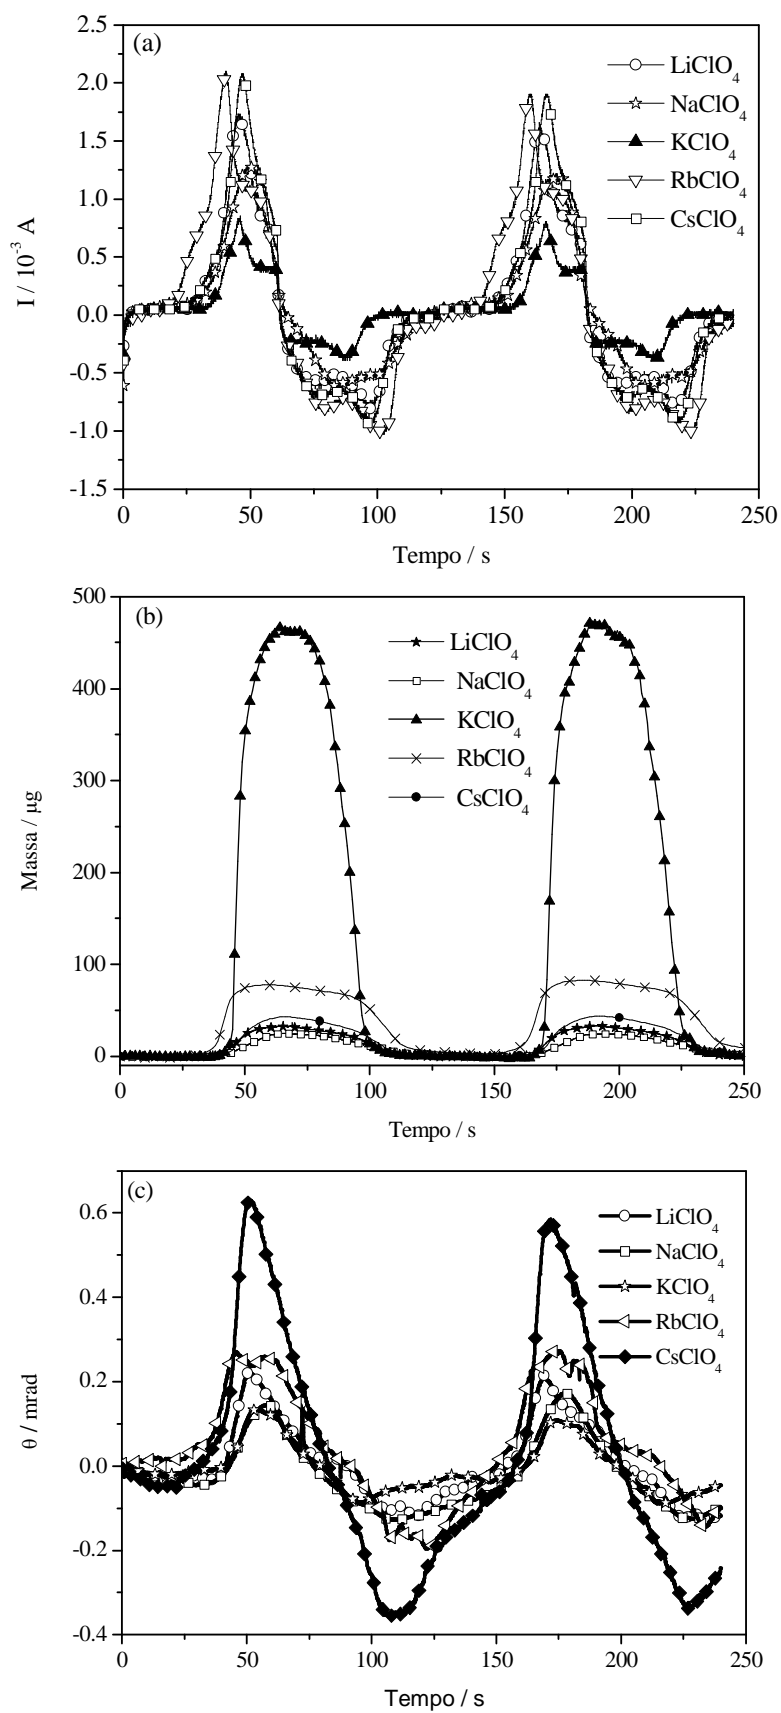 (a)
LiClO4
NaClO4
KClO4
RbClO4
CsClO4
2.5
2.0
1.5
1.0
0.5
0.0
-0.5
-1.0
-1.5
I / 10-3 A
0 50 100 150 200 250
Tempo / s
(b)
LiClO4
NaClO4
KClO4
RbClO4
CsClO4
500
400
300
200
100
0
Massa / μg
0 50 100 150 200 250
Tempo / s
(c)
LiClO4
NaClO4
KClO4
RbClO4
CsClO4
0.6
0.4
0.2
0.0
-0.2
-0.4
θ / mrad
0 50 100 150 200 250
Tempo / s